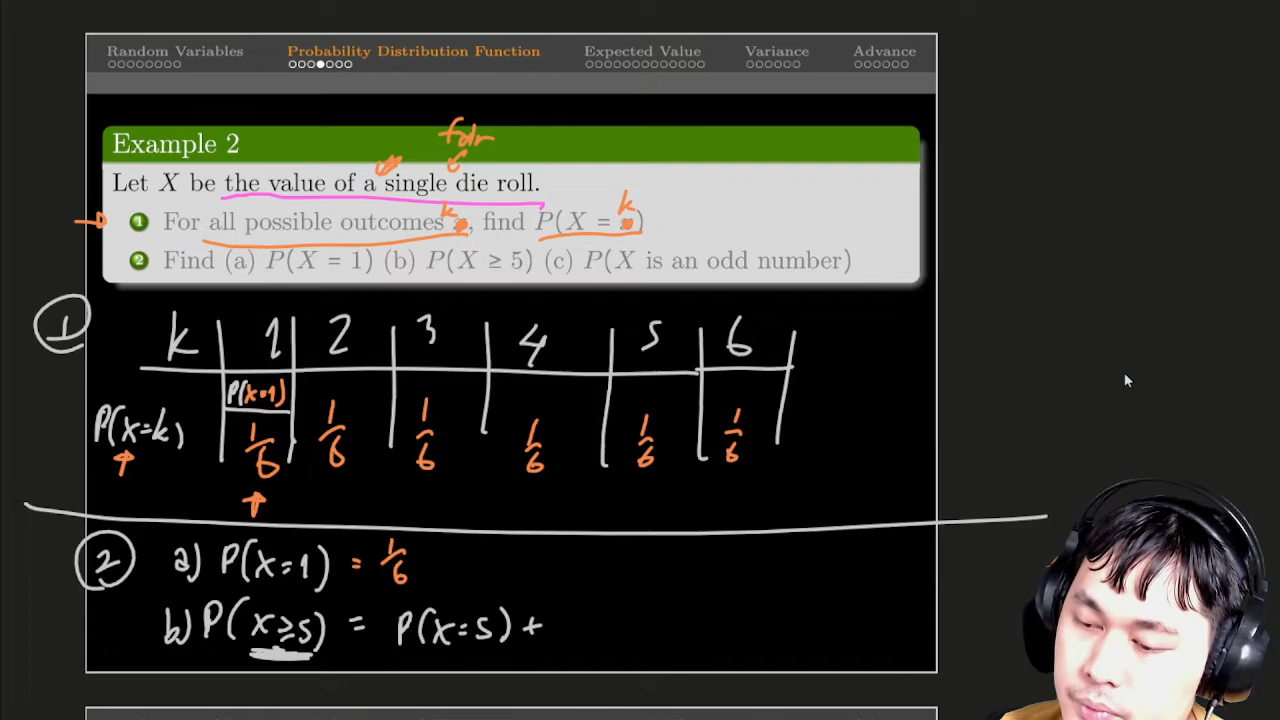 Random Variables Probability Distribution Function Expected Value Variance Advance
Example 2
fair
Let X be the value of a single die roll.
k k
1 For all possible outcomes , find P(X = )
2 Find (a) P(X = 1) (b) P(X ≥ 5) (c) P(X is an odd number)
1 k 1 2 3 4 5 6
P(X=1)
P(X=k) 1/6 1/6 1/6 1/6 1/6 1/6
2 a) P(X=1) = 1/6
b) P(X≥5) = P(X=5) +